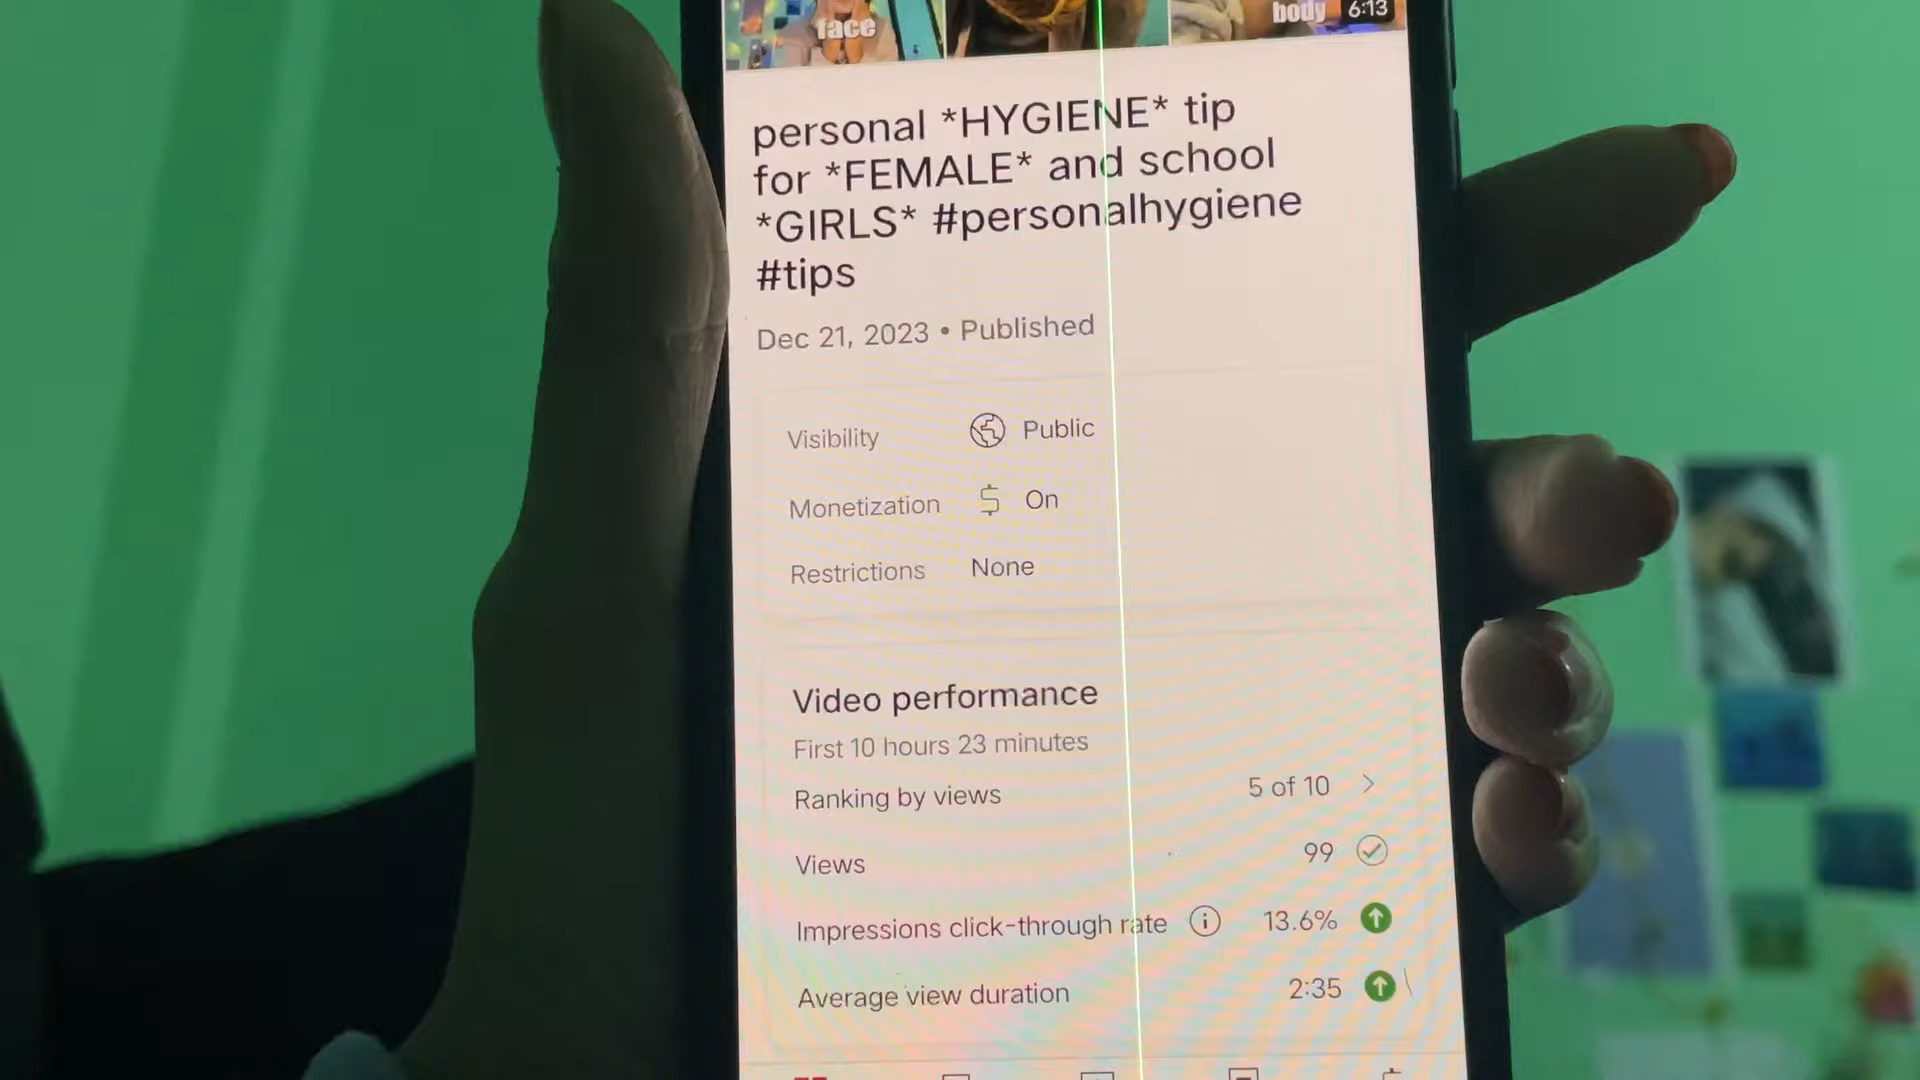 face
body 6:13
personal *HYGIENE* tip
for *FEMALE* and school
*GIRLS* #personalhygiene
#tips
Dec 21, 2023 • Published
Visibility Public
Monetization On
Restrictions None
Video performance
First 10 hours 23 minutes
Ranking by views 5 of 10
Views 99
Impressions click-through rate 13.6%
Average view duration 2:35